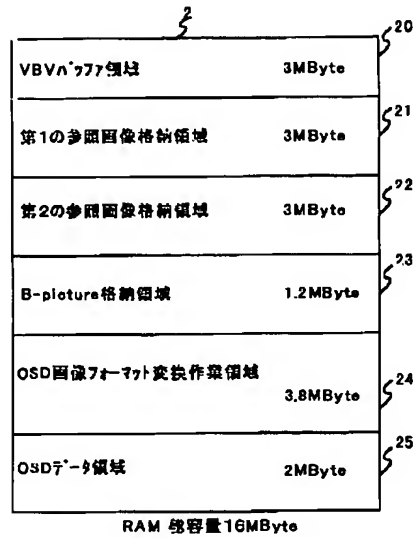 2
20
VBVバッファ領域 3MByte
21
第1の参照画像格納領域 3MByte
22
第2の参照画像格納領域 3MByte
23
B-picture格納領域 1.2MByte
OSD画像フォーマット変換作業領域
24
3.8MByte
25
OSDデータ領域 2MByte
RAM 総容量16MByte